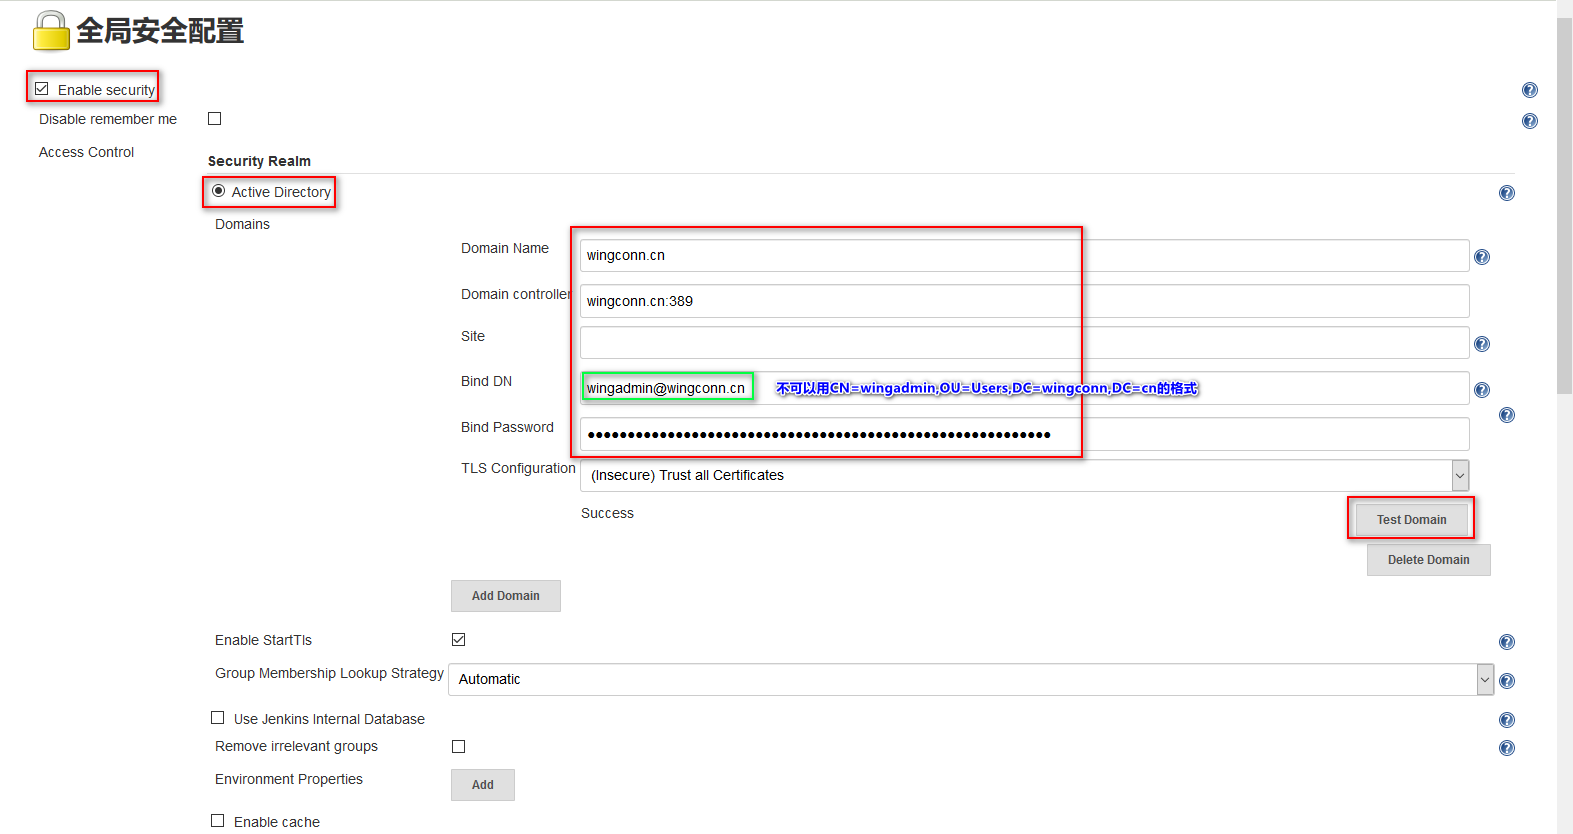 全局安全配置
Enable security
Disable remember me
Access Control
Security Realm
Active Directory
Domains
Domain Name
wingconn.cn
Domain controller
wingconn.cn:389
Site
Bind DN
wingadmin@wingconn.cn
不可以用CN=wingadmin,OU=Users,DC=wingconn,DC=cn的格式
Bind Password
TLS Configuration
(Insecure) Trust all Certificates
Success
Test Domain
Delete Domain
Add Domain
Enable StartTls
Group Membership Lookup Strategy
Automatic
Use Jenkins Internal Database
Remove irrelevant groups
Environment Properties
Add
Enable cache